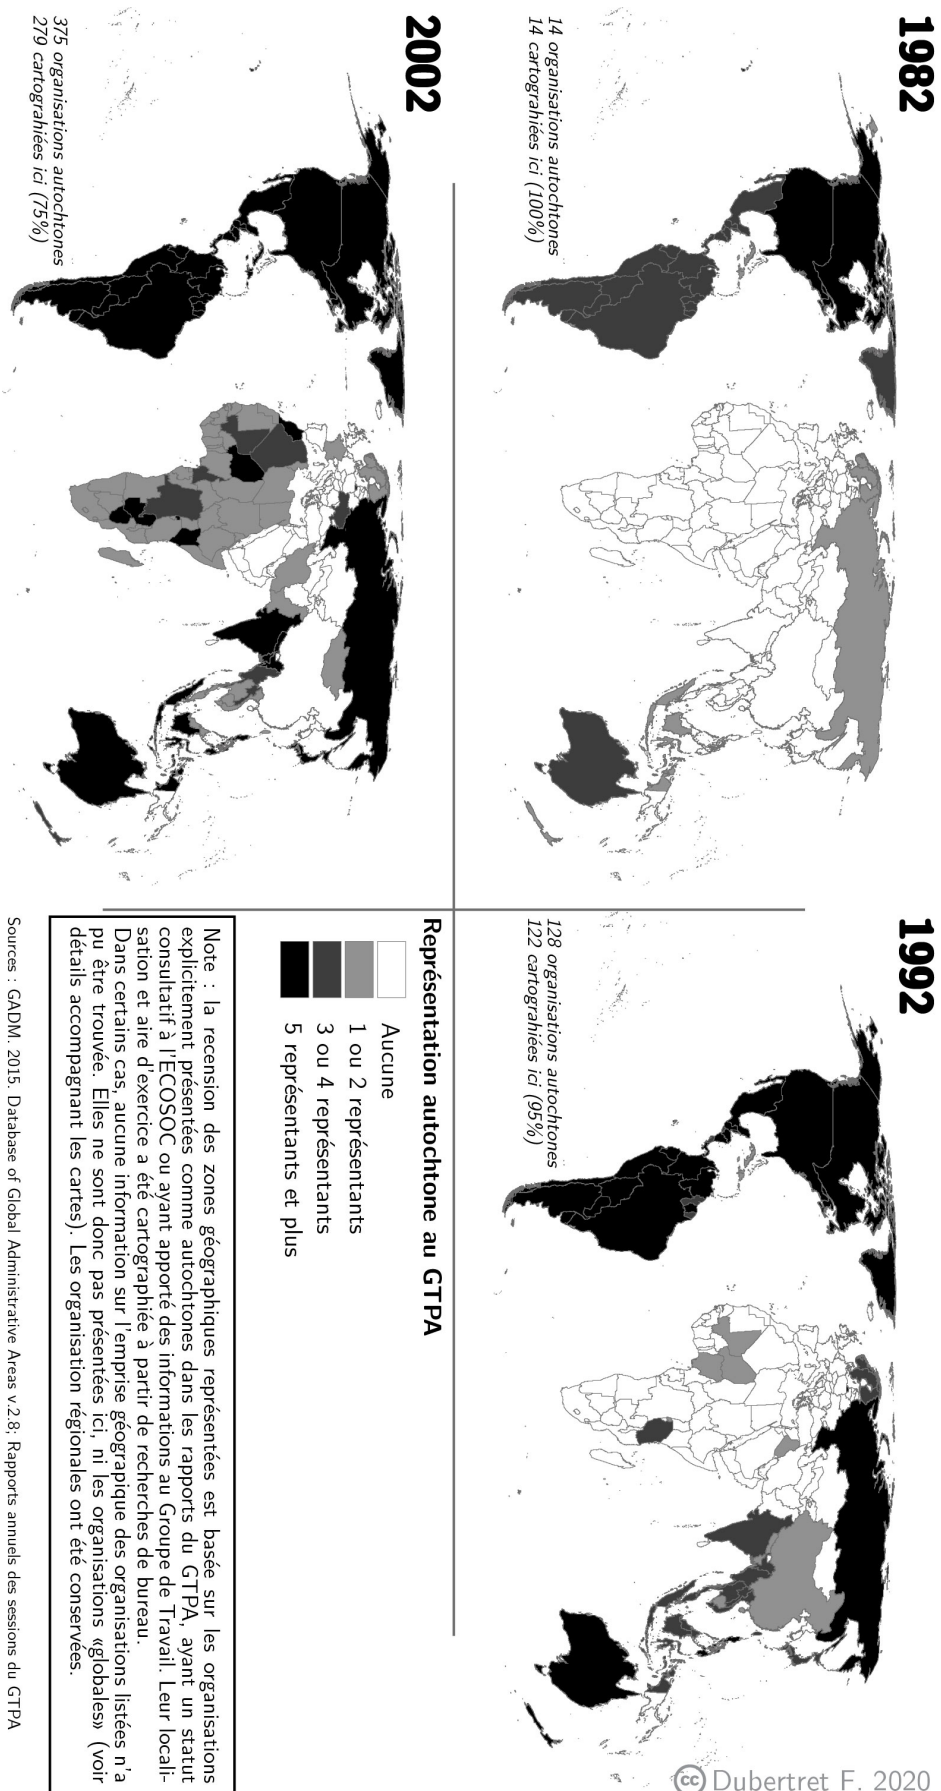 1982
14 organisations autochtones
14 cartograhiées ici (100%)
1992
128 organisations autochtones
122 cartograhiées ici (95%)
2002
375 organisations autochtones
279 cartograhiées ici (75%)
Représentation autochtone au GTPA
Aucune
1 ou 2 représentants
3 ou 4 représentants
5 représentants et plus
Note : la recension des zones géographiques représentées est basée sur les organisations
explicitement présentées comme autochtones dans les rapports du GTPA, ayant un statut
consultatif à l'ECOSOC ou ayant apporté des informations au Groupe de Travail. Leur locali-
sation et aire d'exercice a été cartographiée à partir de recherches de bureau.
Dans certains cas, aucune information sur l'emprise géographique des organisations listées n'a
pu être trouvée. Elles ne sont donc pas présentées ici, ni les organisations «globales» (voir
détails accompagnant les cartes). Les organisation régionales ont été conservées.
Sources : GADM. 2015. Database of Global Administrative Areas v.2.8; Rapports annuels des sessions du GTPA
cc Dubertret F. 2020